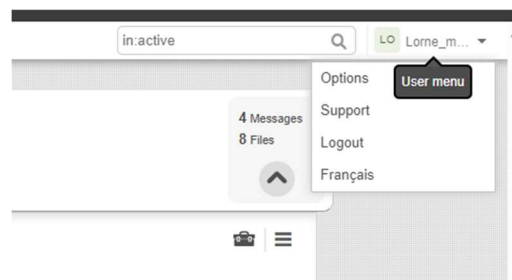 in:active
LO Lorne_m...
User menu
Options
Support
Logout
Français
4 Messages
8 Files